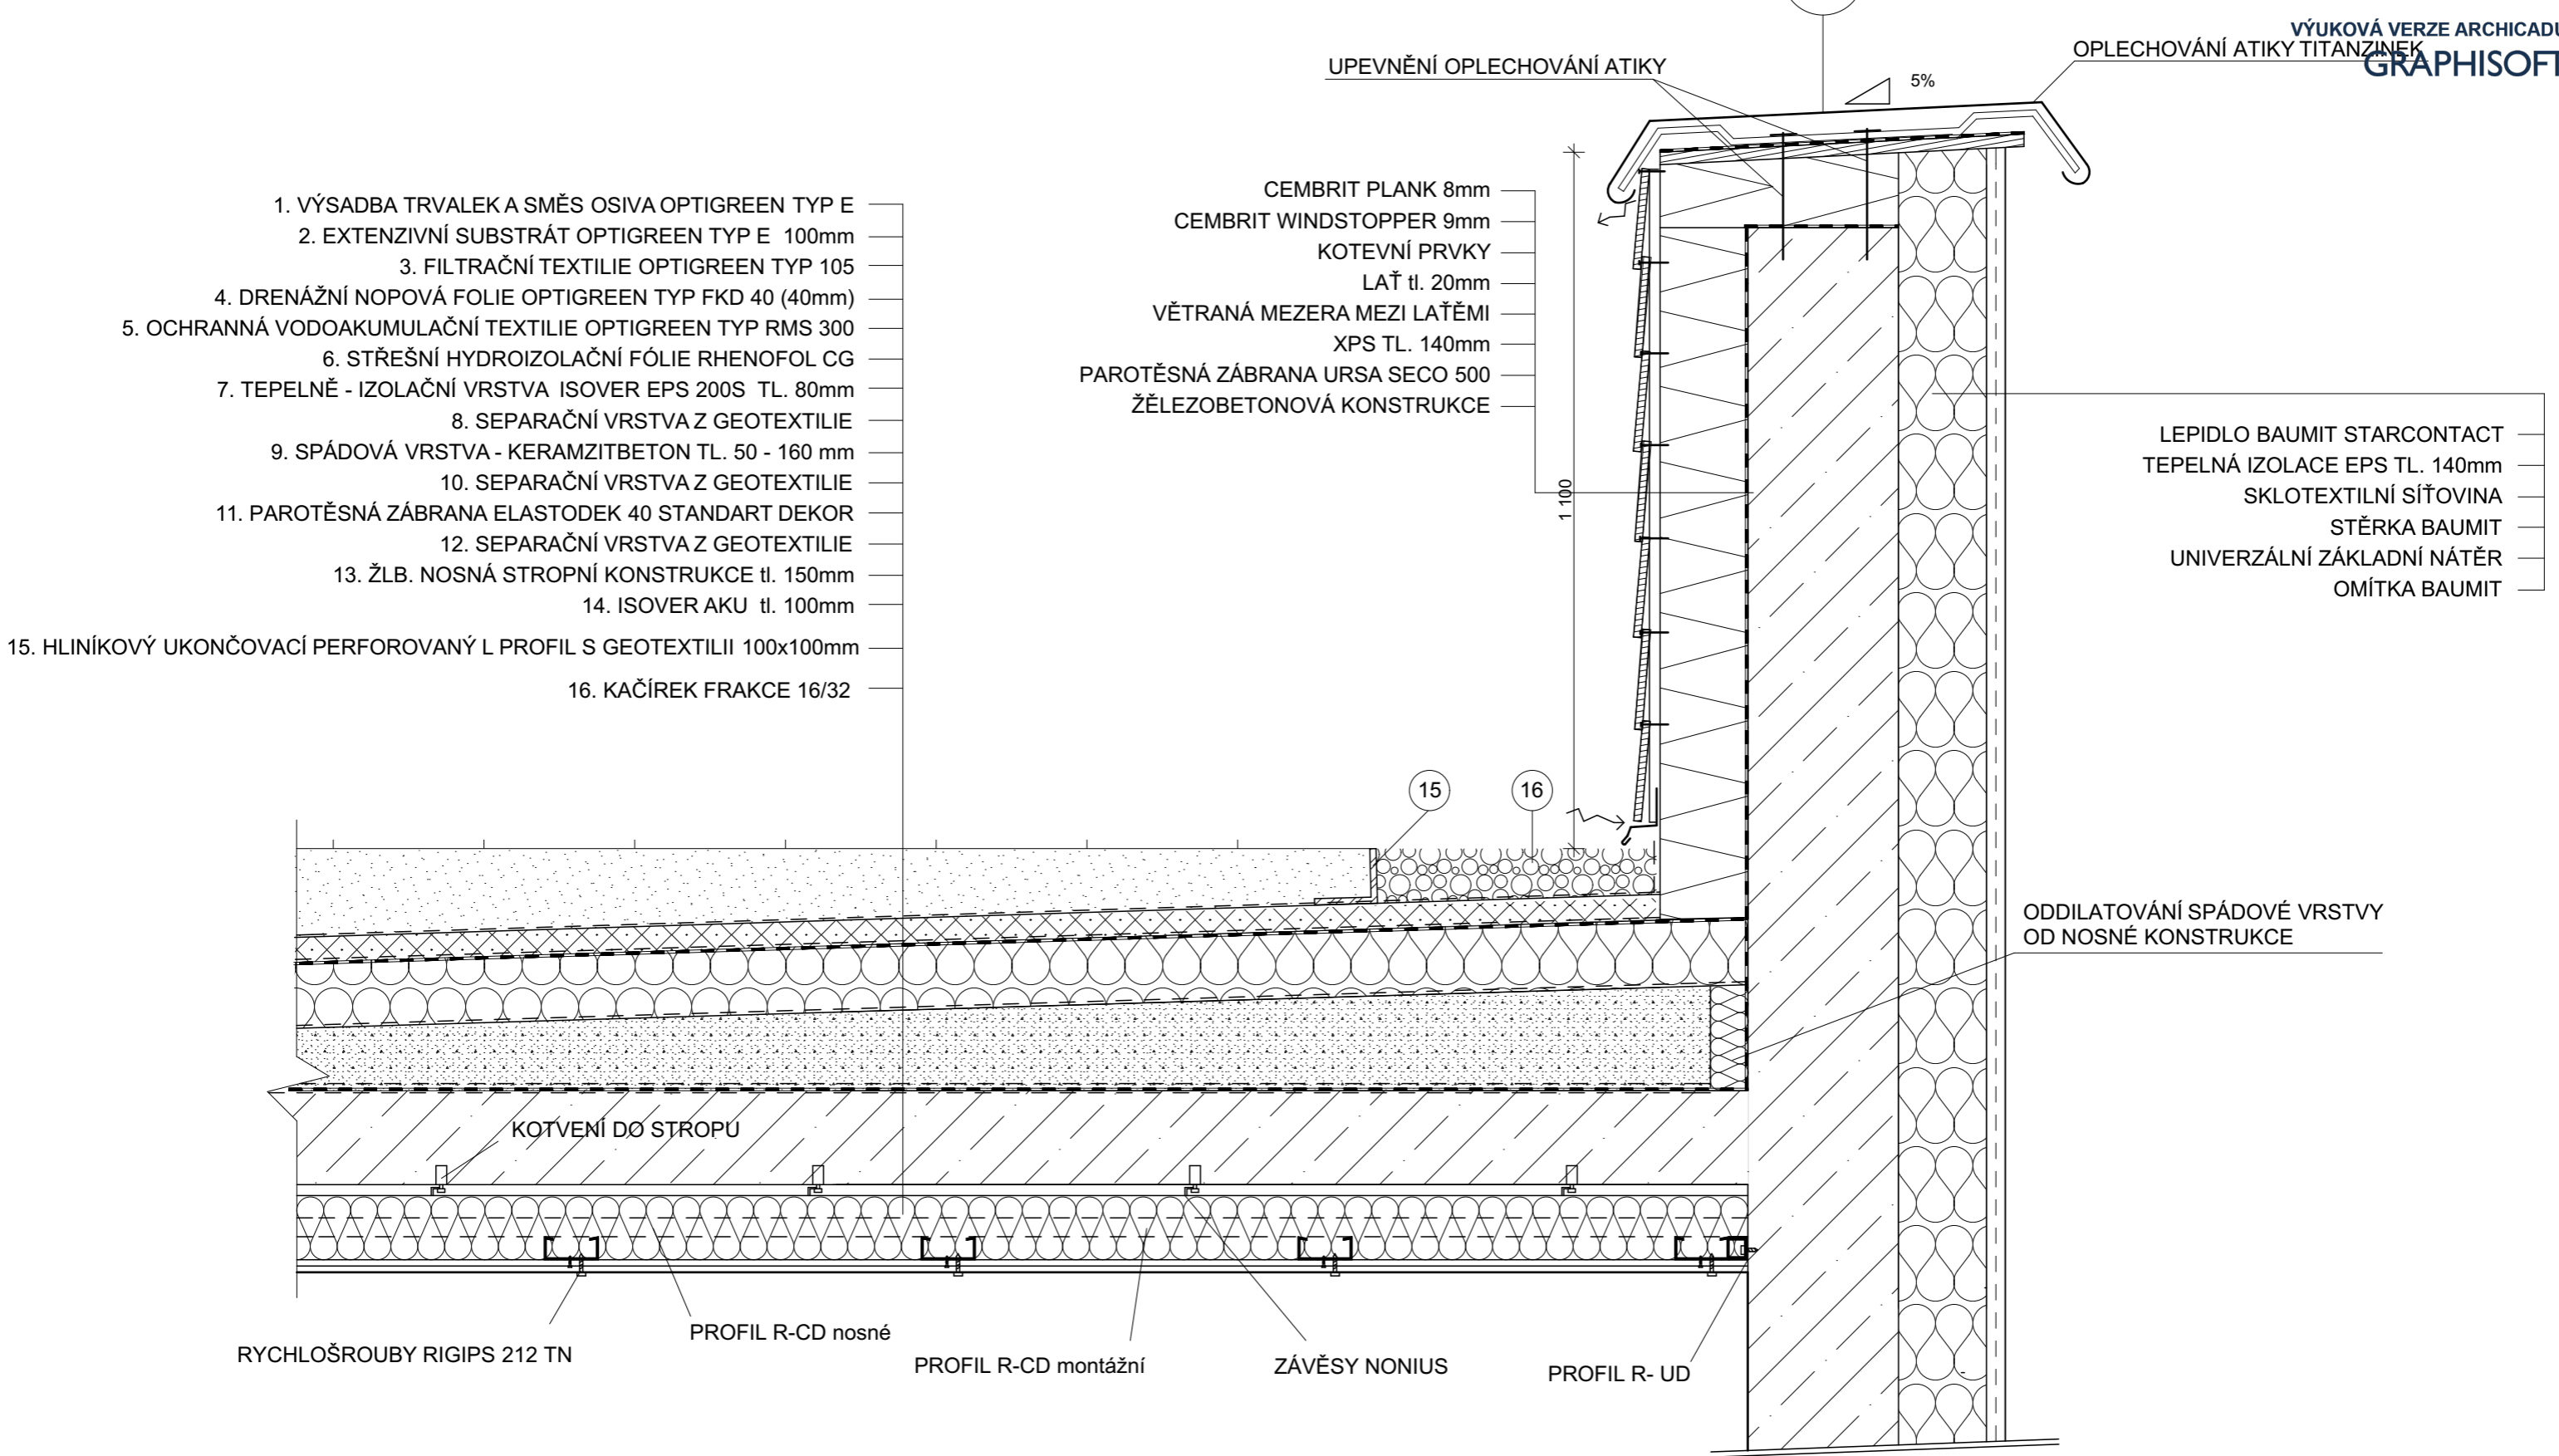 VÝUKOVÁ VERZE ARCHICADU
GRAPHISOFT
OPLECHOVÁNÍ ATIKY TITANZINEK
UPEVNĚNÍ OPLECHOVÁNÍ ATIKY
5%
1. VÝSADBA TRVALEK A SMĚS OSIVA OPTIGREEN TYP E
2. EXTENZIVNÍ SUBSTRÁT OPTIGREEN TYP E 100mm
3. FILTRAČNÍ TEXTILIE OPTIGREEN TYP 105
4. DRENÁŽNÍ NOPOVÁ FOLIE OPTIGREEN TYP FKD 40 (40mm)
5. OCHRANNÁ VODOAKUMULAČNÍ TEXTILIE OPTIGREEN TYP RMS 300
6. STŘEŠNÍ HYDROIZOLAČNÍ FÓLIE RHENOFOL CG
7. TEPELNĚ - IZOLAČNÍ VRSTVA ISOVER EPS 200S TL. 80mm
8. SEPARAČNÍ VRSTVA Z GEOTEXTILIE
9. SPÁDOVÁ VRSTVA - KERAMZITBETON TL. 50 - 160 mm
10. SEPARAČNÍ VRSTVA Z GEOTEXTILIE
11. PAROTĚSNÁ ZÁBRANA ELASTODEK 40 STANDART DEKOR
12. SEPARAČNÍ VRSTVA Z GEOTEXTILIE
13. ŽLB. NOSNÁ STROPNÍ KONSTRUKCE tl. 150mm
14. ISOVER AKU tl. 100mm
15. HLINÍKOVÝ UKONČOVACÍ PERFOROVANÝ L PROFIL S GEOTEXTILII 100x100mm
16. KAČÍREK FRAKCE 16/32
CEMBRIT PLANK 8mm
CEMBRIT WINDSTOPPER 9mm
KOTEVNÍ PRVKY
LAŤ tl. 20mm
VĚTRANÁ MEZERA MEZI LAŤĚMI
XPS TL. 140mm
PAROTĚSNÁ ZÁBRANA URSA SECO 500
ŽĚLEZOBETONOVÁ KONSTRUKCE
1 100
LEPIDLO BAUMIT STARCONTACT
TEPELNÁ IZOLACE EPS TL. 140mm
SKLOTEXTILNÍ SÍŤOVINA
STĚRKA BAUMIT
UNIVERZÁLNÍ ZÁKLADNÍ NÁTĚR
OMÍTKA BAUMIT
15
16
ODDILATOVÁNÍ SPÁDOVÉ VRSTVY
OD NOSNÉ KONSTRUKCE
KOTVENÍ DO STROPU
RYCHLOŠROUBY RIGIPS 212 TN
PROFIL R-CD nosné
PROFIL R-CD montážní
ZÁVĚSY NONIUS
PROFIL R- UD